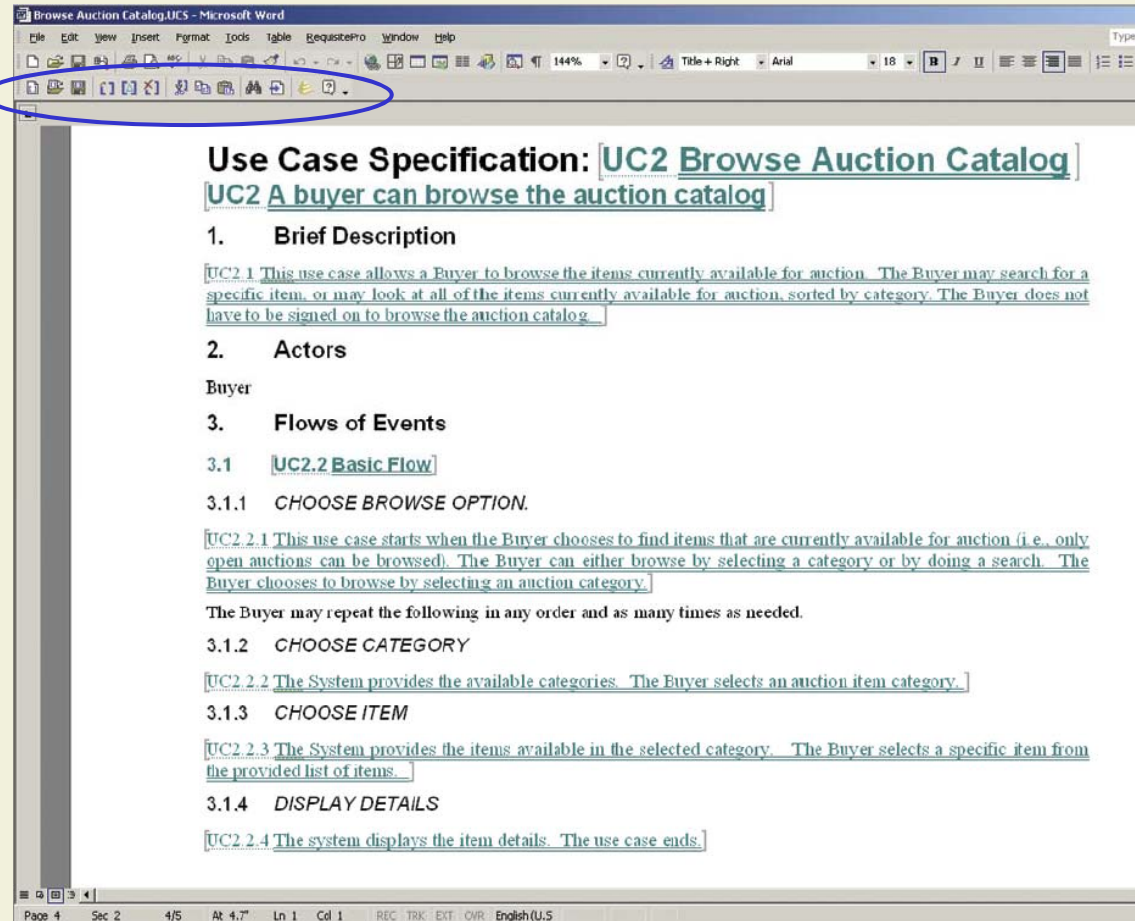 Browse Auction Catalog.UCS - Microsoft Word
File Edit View Insert Format Tools Table RequisitePro Window Help
Type
144% Title + Right Arial 18 B I U
Use Case Specification: [UC2 Browse Auction Catalog]
[UC2 A buyer can browse the auction catalog]
1. Brief Description
[UC2.1 This use case allows a Buyer to browse the items currently available for auction. The Buyer may search for a
specific item, or may look at all of the items currently available for auction, sorted by category. The Buyer does not
have to be signed on to browse the auction catalog. ]
2. Actors
Buyer
3. Flows of Events
3.1 [UC2.2 Basic Flow]
3.1.1 CHOOSE BROWSE OPTION.
[UC2.2.1 This use case starts when the Buyer chooses to find items that are currently available for auction (i.e., only
open auctions can be browsed). The Buyer can either browse by selecting a category or by doing a search. The
Buyer chooses to browse by selecting an auction category.]
The Buyer may repeat the following in any order and as many times as needed.
3.1.2 CHOOSE CATEGORY
[UC2.2.2 The System provides the available categories. The Buyer selects an auction item category. ]
3.1.3 CHOOSE ITEM
[UC2.2.3 The System provides the items available in the selected category. The Buyer selects a specific item from
the provided list of items. ]
3.1.4 DISPLAY DETAILS
[UC2.2.4 The system displays the item details. The use case ends.]
Page 4 Sec 2 4/5 At 4.7" Ln 1 Col 1 REC TRK EXT OVR English (U.S